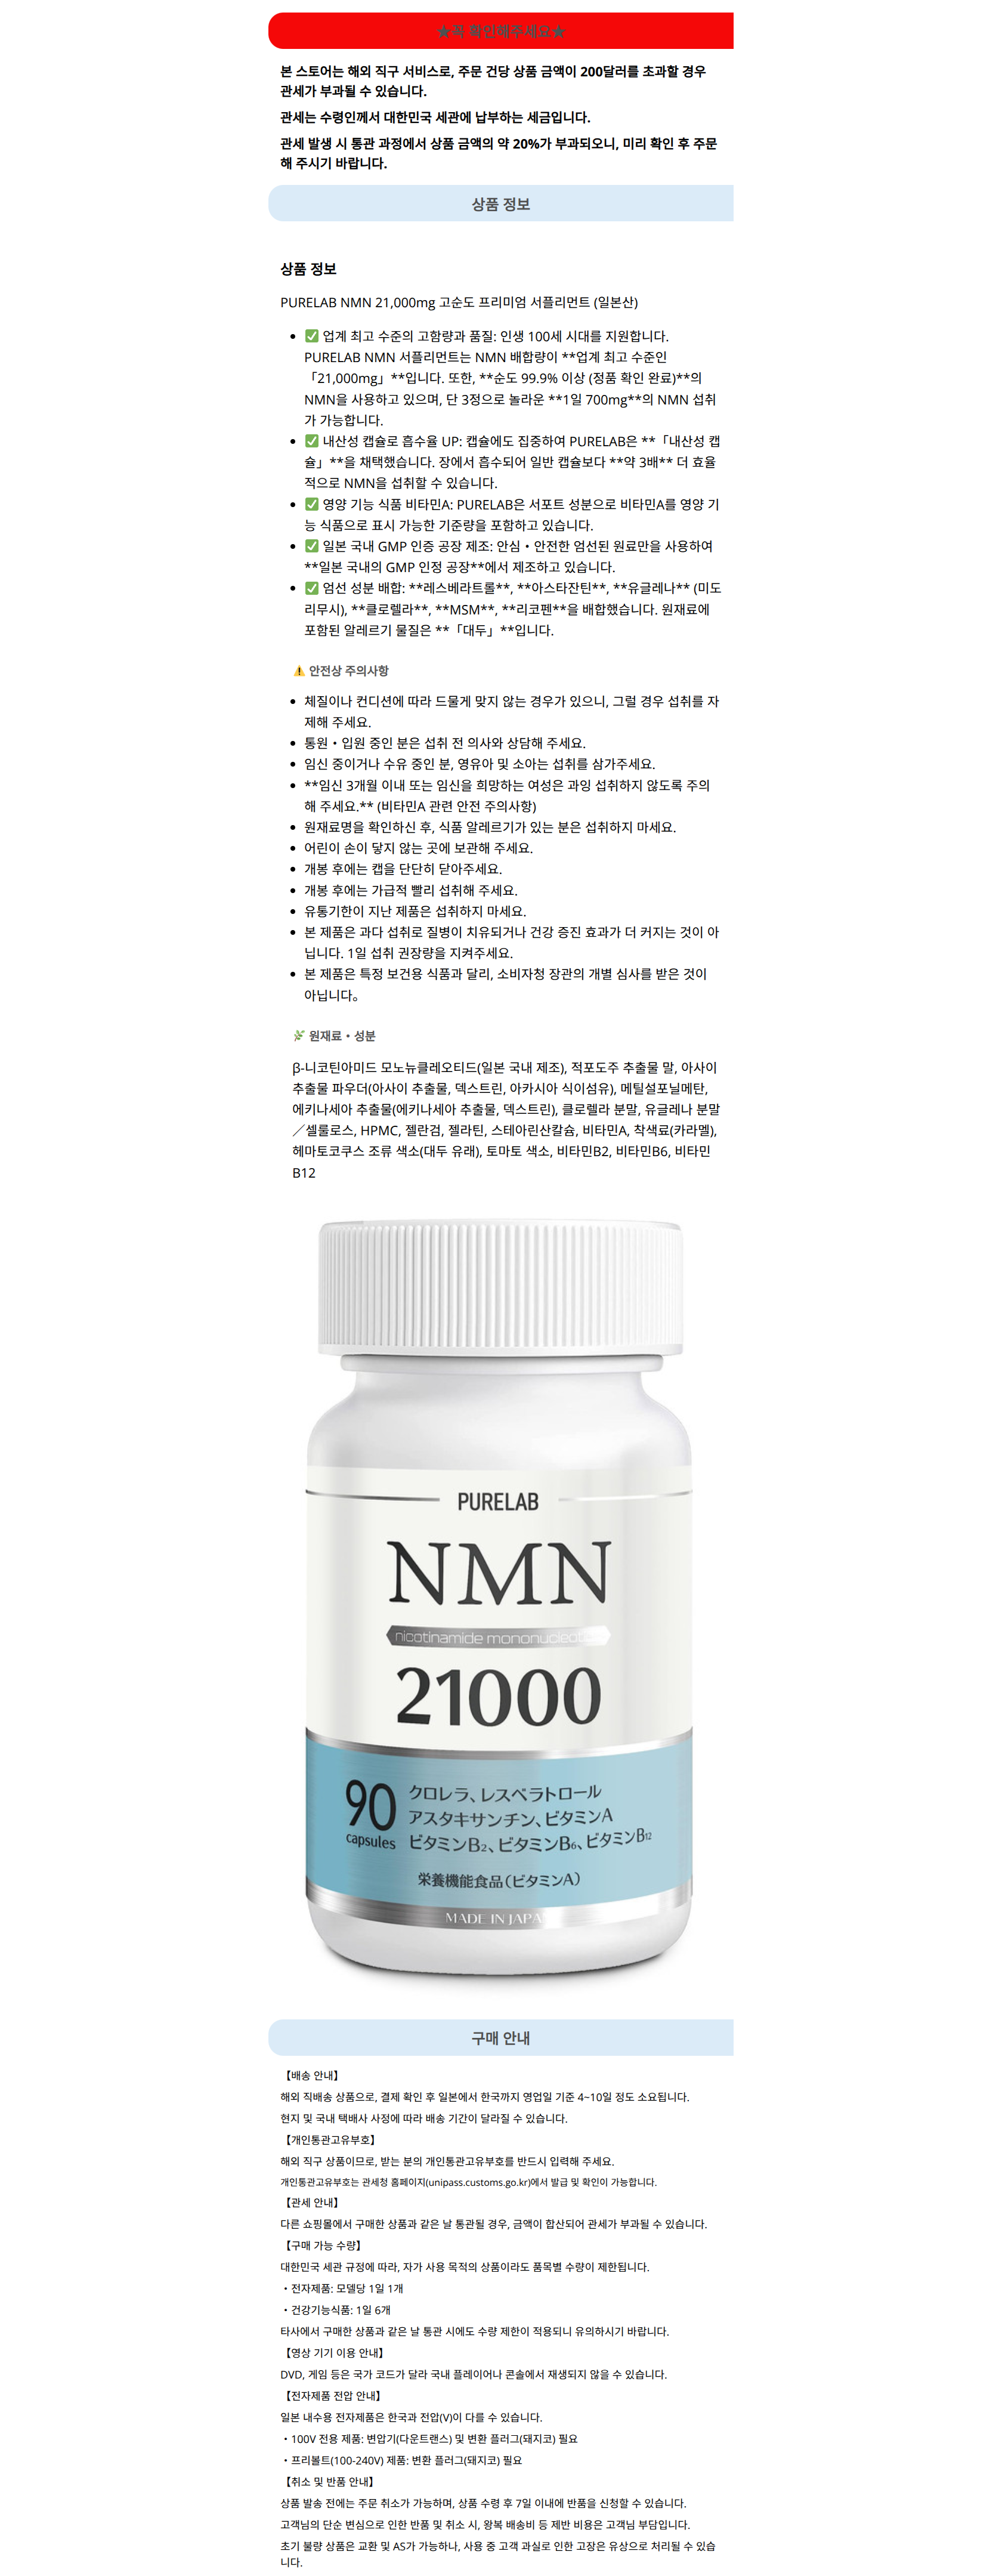 ★꼭 확인해주세요★
본 스토어는 해외 직구 서비스로, 주문 건당 상품 금액이 200달러를 초과할 경우
관세가 부과될 수 있습니다.
관세는 수령인께서 대한민국 세관에 납부하는 세금입니다.
관세 발생 시 통관 과정에서 상품 금액의 약 20%가 부과되오니, 미리 확인 후 주문
해 주시기 바랍니다.
상품 정보
상품 정보
PURELAB NMN 21,000mg 고순도 프리미엄 서플리먼트 (일본산)
• ✅ 업계 최고 수준의 고함량과 품질: 인생 100세 시대를 지원합니다.
PURELAB NMN 서플리먼트는 NMN 배합량이 **업계 최고 수준인
「21,000mg」**입니다. 또한, **순도 99.9% 이상 (정품 확인 완료)**의
NMN을 사용하고 있으며, 단 3정으로 놀라운 **1일 700mg**의 NMN 섭취
가 가능합니다.
• ✅ 내산성 캡슐로 흡수율 UP: 캡슐에도 집중하여 PURELAB은 **「내산성 캡
슐」**을 채택했습니다. 장에서 흡수되어 일반 캡슐보다 **약 3배** 더 효율
적으로 NMN을 섭취할 수 있습니다.
• ✅ 영양 기능 식품 비타민A: PURELAB은 서포트 성분으로 비타민A를 영양 기
능 식품으로 표시 가능한 기준량을 포함하고 있습니다.
• ✅ 일본 국내 GMP 인증 공장 제조: 안심・안전한 엄선된 원료만을 사용하여
**일본 국내의 GMP 인정 공장**에서 제조하고 있습니다.
• ✅ 엄선 성분 배합: **레스베라트롤**, **아스타잔틴**, **유글레나** (미도
리무시), **클로렐라**, **MSM**, **리코펜**을 배합했습니다. 원재료에
포함된 알레르기 물질은 **「대두」**입니다.
⚠️ 안전상 주의사항
• 체질이나 컨디션에 따라 드물게 맞지 않는 경우가 있으니, 그럴 경우 섭취를 자
제해 주세요.
• 통원・입원 중인 분은 섭취 전 의사와 상담해 주세요.
• 임신 중이거나 수유 중인 분, 영유아 및 소아는 섭취를 삼가주세요.
• **임신 3개월 이내 또는 임신을 희망하는 여성은 과잉 섭취하지 않도록 주의
해 주세요.** (비타민A 관련 안전 주의사항)
• 원재료명을 확인하신 후, 식품 알레르기가 있는 분은 섭취하지 마세요.
• 어린이 손이 닿지 않는 곳에 보관해 주세요.
• 개봉 후에는 캡을 단단히 닫아주세요.
• 개봉 후에는 가급적 빨리 섭취해 주세요.
• 유통기한이 지난 제품은 섭취하지 마세요.
• 본 제품은 과다 섭취로 질병이 치유되거나 건강 증진 효과가 더 커지는 것이 아
닙니다. 1일 섭취 권장량을 지켜주세요.
• 본 제품은 특정 보건용 식품과 달리, 소비자청 장관의 개별 심사를 받은 것이
아닙니다。
🌿 원재료・성분
β-니코틴아미드 모노뉴클레오티드(일본 국내 제조), 적포도주 추출물 말, 아사이
추출물 파우더(아사이 추출물, 덱스트린, 아카시아 식이섬유), 메틸설포닐메탄,
에키나세아 추출물(에키나세아 추출물, 덱스트린), 클로렐라 분말, 유글레나 분말
／셀룰로스, HPMC, 젤란검, 젤라틴, 스테아린산칼슘, 비타민A, 착색료(카라멜),
헤마토코쿠스 조류 색소(대두 유래), 토마토 색소, 비타민B2, 비타민B6, 비타민
B12
PURELAB
NMN
nicotinamide mononucleotide
21000
90
capsules
クロレラ、レスベラトロール
アスタキサンチン、ビタミンA
ビタミンB2、ビタミンB6、ビタミンB12
栄養機能食品（ビタミンA）
MADE IN JAPAN
구매 안내
【배송 안내】
해외 직배송 상품으로, 결제 확인 후 일본에서 한국까지 영업일 기준 4~10일 정도 소요됩니다.
현지 및 국내 택배사 사정에 따라 배송 기간이 달라질 수 있습니다.
【개인통관고유부호】
해외 직구 상품이므로, 받는 분의 개인통관고유부호를 반드시 입력해 주세요.
개인통관고유부호는 관세청 홈페이지(unipass.customs.go.kr)에서 발급 및 확인이 가능합니다.
【관세 안내】
다른 쇼핑몰에서 구매한 상품과 같은 날 통관될 경우, 금액이 합산되어 관세가 부과될 수 있습니다.
【구매 가능 수량】
대한민국 세관 규정에 따라, 자가 사용 목적의 상품이라도 품목별 수량이 제한됩니다.
・전자제품: 모델당 1일 1개
・건강기능식품: 1일 6개
타사에서 구매한 상품과 같은 날 통관 시에도 수량 제한이 적용되니 유의하시기 바랍니다.
【영상 기기 이용 안내】
DVD, 게임 등은 국가 코드가 달라 국내 플레이어나 콘솔에서 재생되지 않을 수 있습니다.
【전자제품 전압 안내】
일본 내수용 전자제품은 한국과 전압(V)이 다를 수 있습니다.
・100V 전용 제품: 변압기(다운트랜스) 및 변환 플러그(돼지코) 필요
・프리볼트(100-240V) 제품: 변환 플러그(돼지코) 필요
【취소 및 반품 안내】
상품 발송 전에는 주문 취소가 가능하며, 상품 수령 후 7일 이내에 반품을 신청할 수 있습니다.
고객님의 단순 변심으로 인한 반품 및 취소 시, 왕복 배송비 등 제반 비용은 고객님 부담입니다.
초기 불량 상품은 교환 및 AS가 가능하나, 사용 중 고객 과실로 인한 고장은 유상으로 처리될 수 있습
니다.